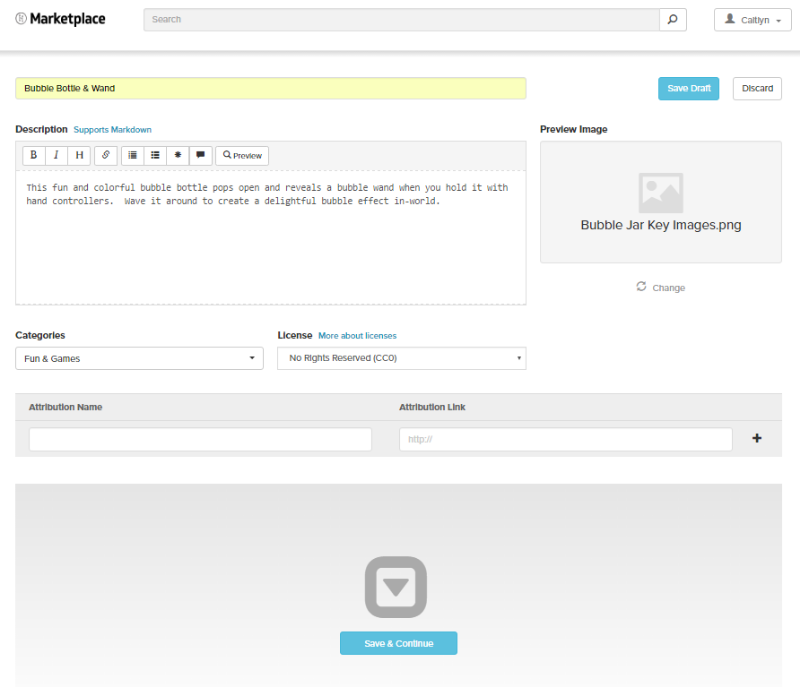 Marketplace
Search
Caitlyn
Bubble Bottle & Wand
Save Draft
Discard
Description Supports Markdown
Preview Image
B I H Preview
This fun and colorful bubble bottle pops open and reveals a bubble wand when you hold it with
hand controllers. Wave it around to create a delightful bubble effect in-world.
Bubble Jar Key Images.png
Change
Categories
License More about licenses
Fun & Games
No Rights Reserved (CC0)
Attribution Name
Attribution Link
http://
Save & Continue